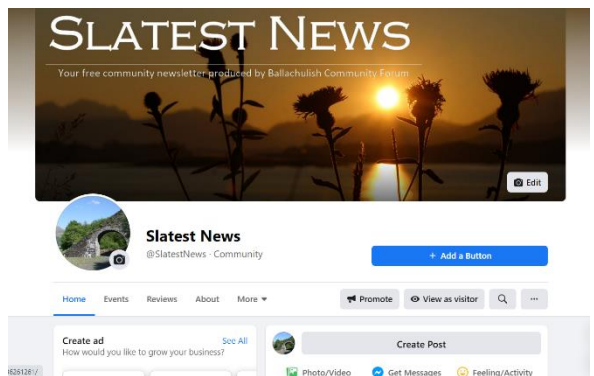 SLATEST NEWS
Your free community newsletter produced by Ballachulish Community Forum
Edit
Slatest News
@SlatestNews · Community
+ Add a Button
Home Events Reviews About More
Promote View as visitor ...
Create ad See All
How would you like to grow your business?
Create Post
Photo/Video Get Messages Feeling/Activity